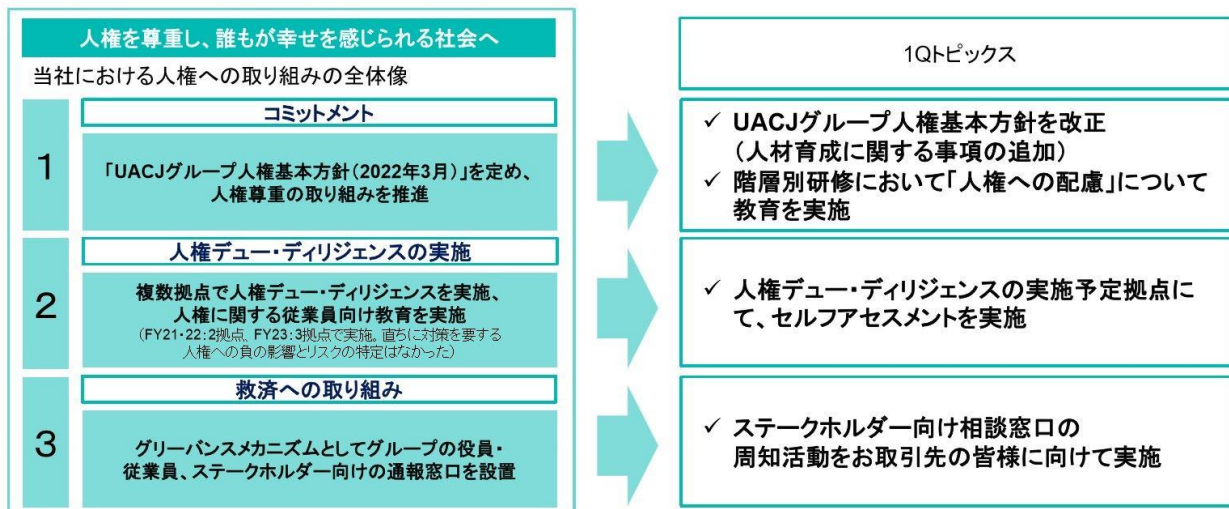 人権を尊重し、誰もが幸せを感じられる社会へ
当社における人権への取り組みの全体像
1
コミットメント
「UACJグループ人権基本方針（2022年3月）」を定め、
人権尊重の取り組みを推進
2
人権デュー・ディリジェンスの実施
複数拠点で人権デュー・ディリジェンスを実施、
人権に関する従業員向け教育を実施
（FY21・22：2拠点、FY23：3拠点で実施。直ちに対策を要する
人権への負の影響とリスクの特定はなかった）
3
救済への取り組み
グリーバンスメカニズムとしてグループの役員・
従業員、ステークホルダー向けの通報窓口を設置
1Qトピックス
✓ UACJグループ人権基本方針を改正
（人材育成に関する事項の追加）
✓ 階層別研修において「人権への配慮」について
教育を実施
✓ 人権デュー・ディリジェンスの実施予定拠点に
て、セルフアセスメントを実施
✓ ステークホルダー向け相談窓口の
周知活動をお取引先の皆様に向けて実施